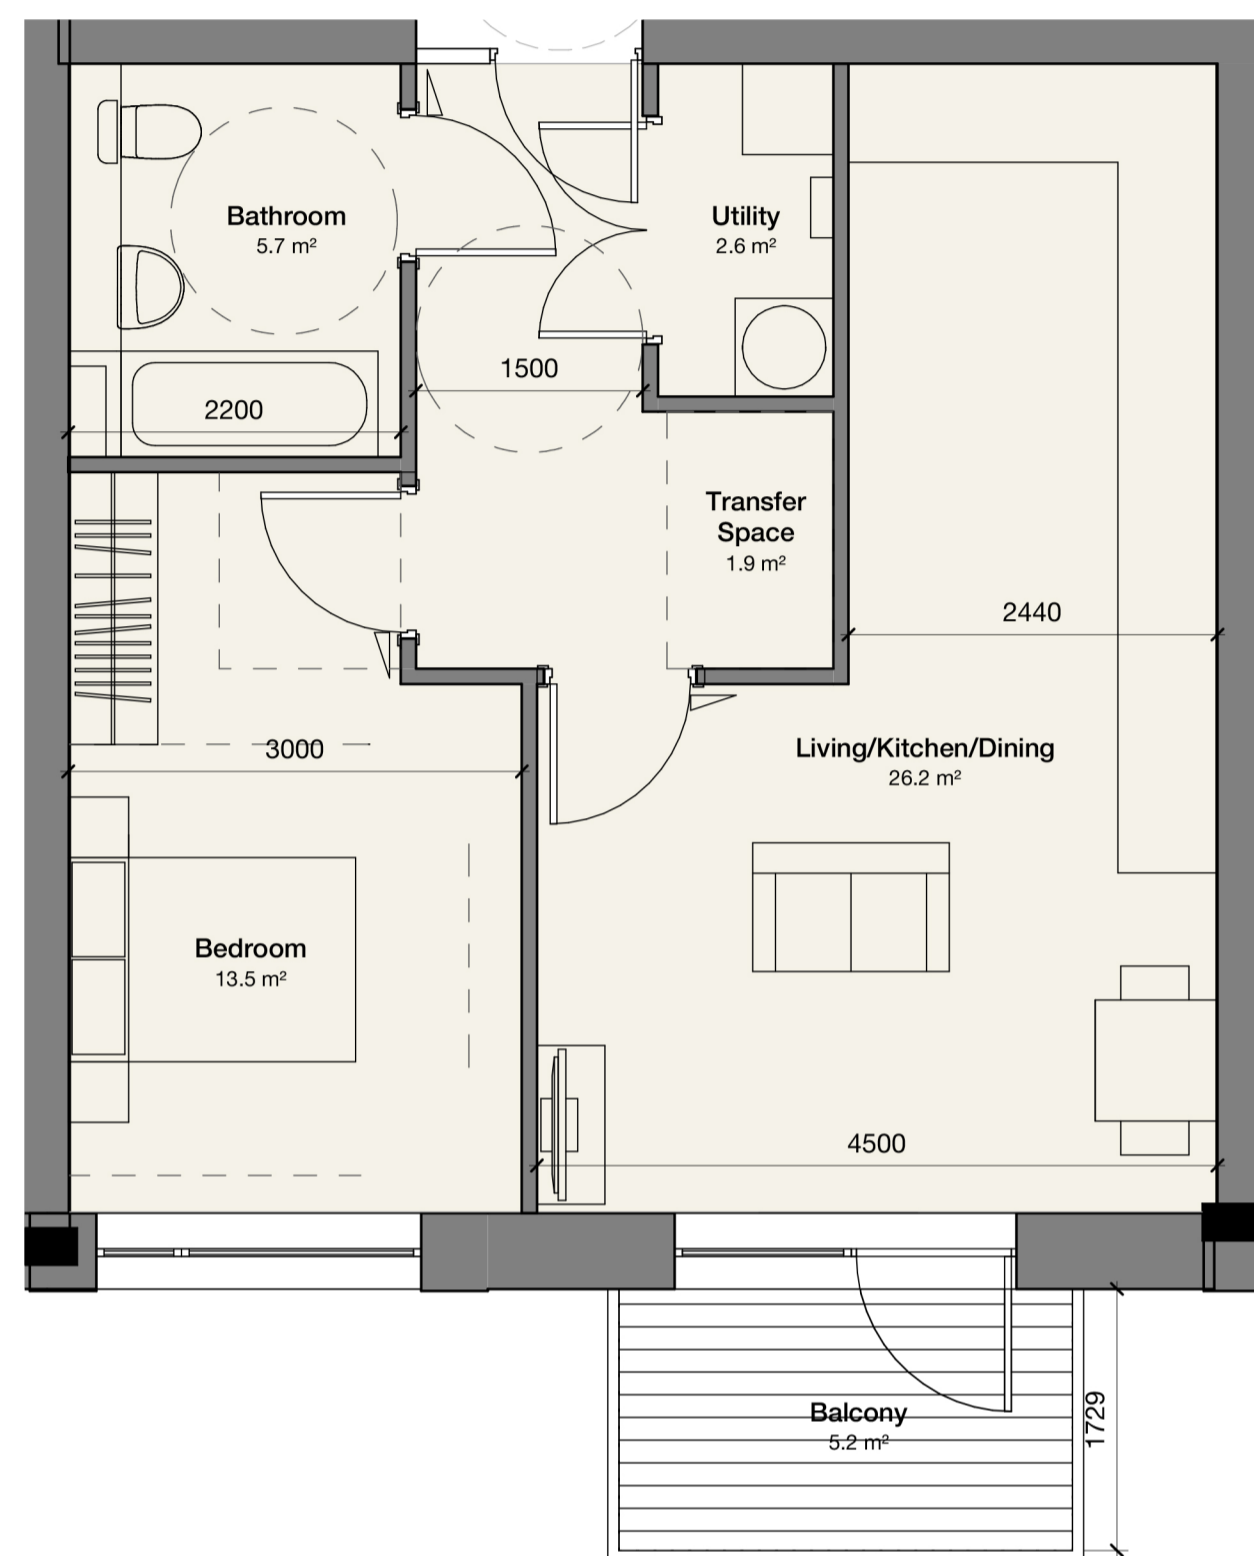 Bathroom
5.7 m²
Utility
2.6 m²
1500
2200
Transfer
Space
1.9 m²
2440
3000
Living/Kitchen/Dining
26.2 m²
Bedroom
13.5 m²
4500
Balcony
5.2 m²
1729